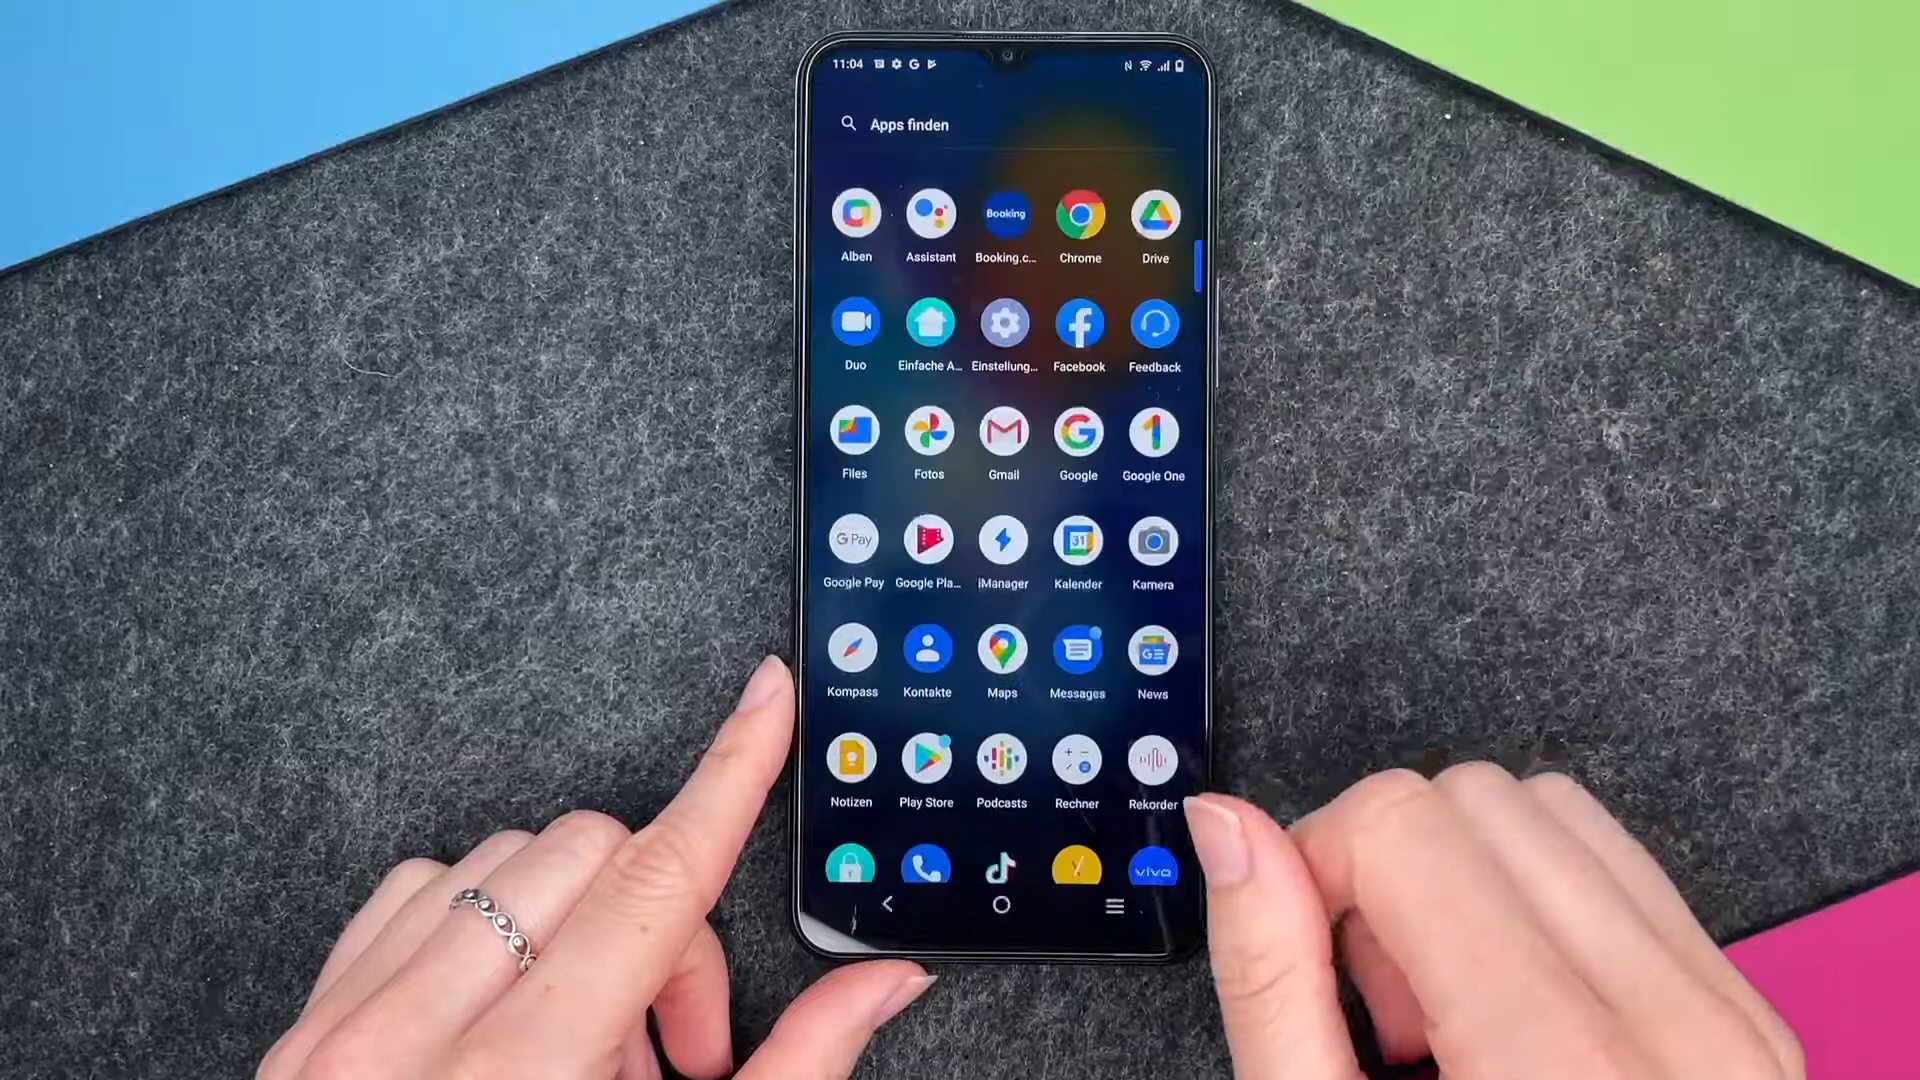 11:04
Apps finden
Booking
Alben Assistant Booking.c... Chrome Drive
Duo Einfache A... Einstellung... Facebook Feedback
Files Fotos Gmail Google Google One
G Pay 31
Google Pay Google Pla... iManager Kalender Kamera
Kompass Kontakte Maps Messages News
Notizen Play Store Podcasts Rechner Rekorder
vivo